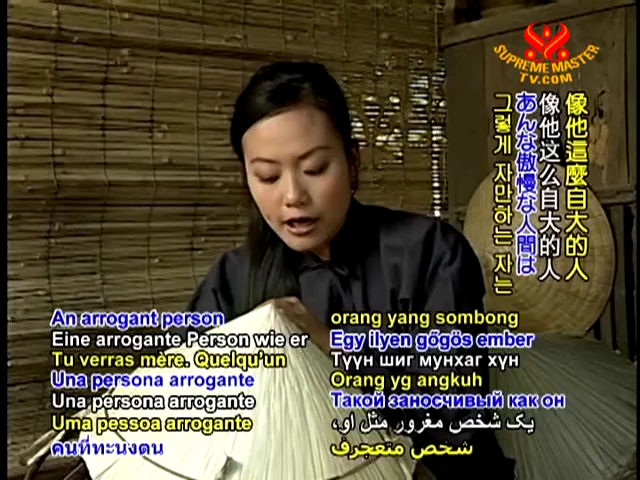 SUPREME MASTER
TV.COM
像他這麼自大的人
像他这么自大的人
あんな傲慢な人間は
그렇게 자만하는 자는
An arrogant person
Eine arrogante Person wie er
Tu verras mère. Quelqu'un
Una persona arrogante
Una persona arrogante
Uma pessoa arrogante
คนที่ทะนงตน
orang yang sombong
Egy ilyen gőgös ember
Түүн шиг мунхаг хүн
Orang yg angkuh
Такой заносчивый как он
یک شخص مغرور مثل او،
شخص متعجرف